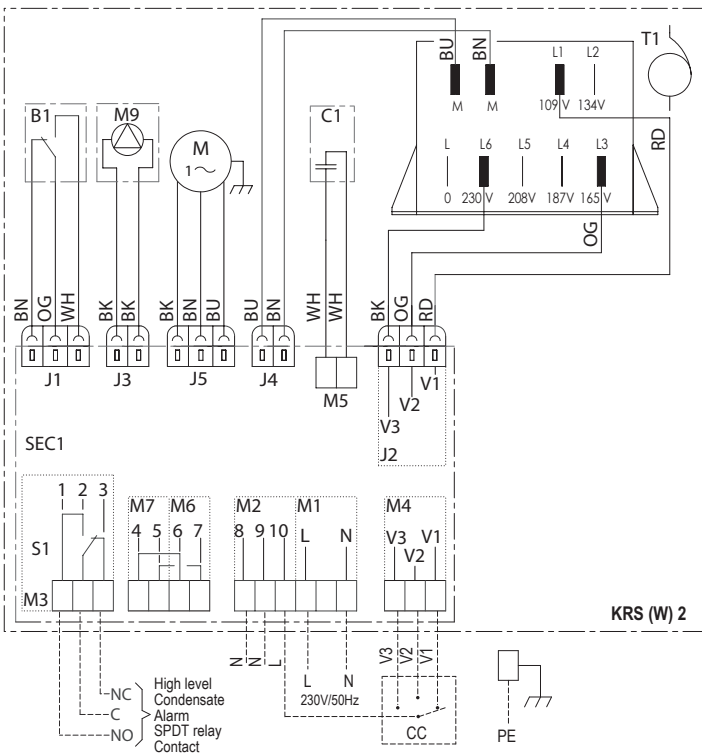 BU
BN
L1 L2
T1
B1
M9
C1
M
1~
M M 109 V 134V
L L6 L5 L4 L3
0 230 V 208V 187V 165 V
RD
OG
BN OG WH
BK BK
BK BN BU
BU BN
WH WH
BK OG RD
J1
J3
J5
J4
M5
V1
V2
V3
J2
SEC1
1 2 3
S1
M3
M7 M6
4 5 6 7
M2 M1
8 9 10 L N
M4
V3 V1
V2
KRS (W) 2
N N L
L N
230V/50Hz
V3 V2 V1
CC
PE
NC
C
NO
High level
Condensate
Alarm
SPDT relay
Contact